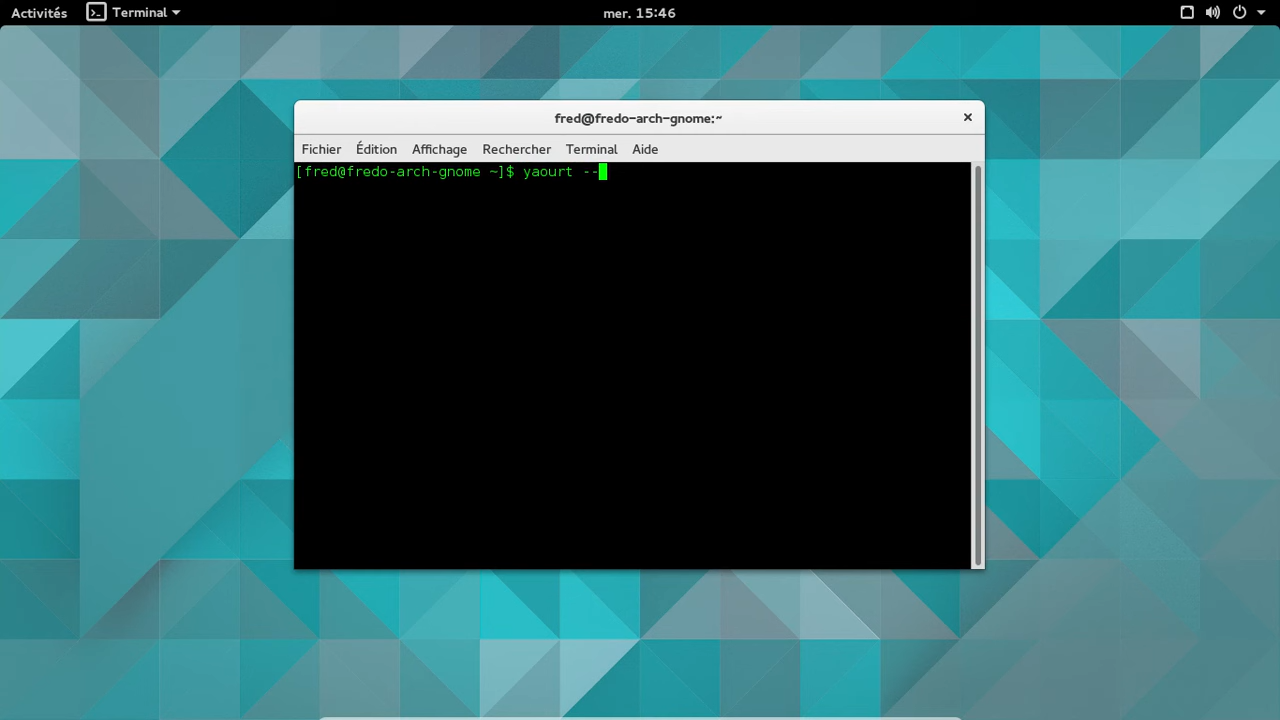 Activités Terminal mer. 15:46
fred@fredo-arch-gnome:~
Fichier Édition Affichage Rechercher Terminal Aide
[fred@fredo-arch-gnome ~]$ yaourt --